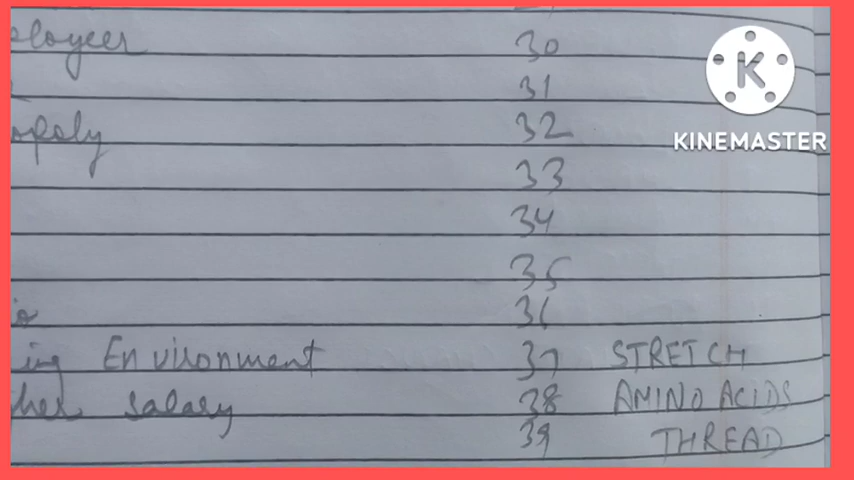 ployees 30
31
opoly 32
33
34
35
36
ing Environment 37 STRETCH
her salary 38 AMINO ACIDS
39 THREAD
KINEMASTER